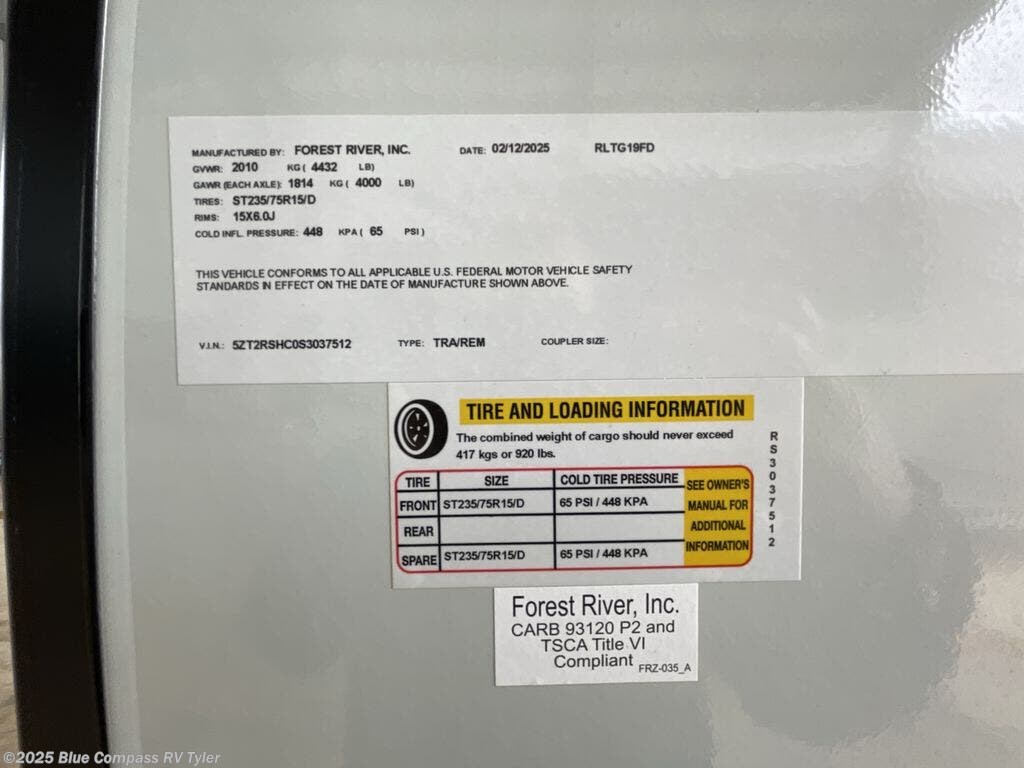 MANUFACTURED BY: FOREST RIVER, INC. DATE: 02/12/2025 RLTG19FD
GVWR: 2010 KG ( 4432 LB)
GAWR (EACH AXLE): 1814 KG ( 4000 LB)
TIRES: ST235/75R15/D
RIMS: 15X6.0J
COLD INFL. PRESSURE: 448 KPA ( 65 PSI )
THIS VEHICLE CONFORMS TO ALL APPLICABLE U.S. FEDERAL MOTOR VEHICLE SAFETY
STANDARDS IN EFFECT ON THE DATE OF MANUFACTURE SHOWN ABOVE.
V.I.N.: 5ZT2RSHC0S3037512 TYPE: TRA/REM COUPLER SIZE:
TIRE AND LOADING INFORMATION
The combined weight of cargo should never exceed
417 kgs or 920 lbs.
TIRE SIZE COLD TIRE PRESSURE SEE OWNER'S
FRONT ST235/75R15/D 65 PSI / 448 KPA MANUAL FOR
REAR ADDITIONAL
SPARE ST235/75R15/D 65 PSI / 448 KPA INFORMATION
RS3037512
Forest River, Inc.
CARB 93120 P2 and
TSCA Title VI
Compliant FRZ-035_A
©2025 Blue Compass RV Tyler